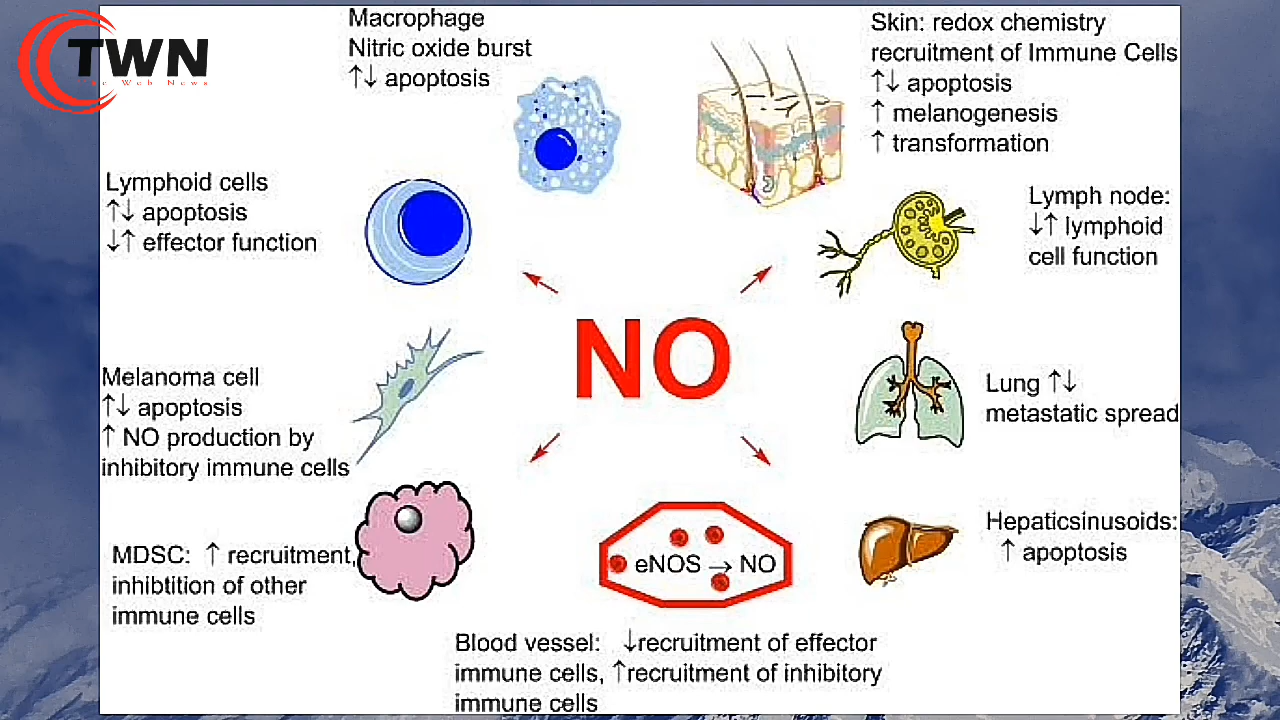 TWN
Macrophage
Nitric oxide burst
↑↓ apoptosis
Skin: redox chemistry
recruitment of Immune Cells
↑↓ apoptosis
↑ melanogenesis
↑ transformation
Lymphoid cells
↑↓ apoptosis
↓↑ effector function
Lymph node:
↓↑ lymphoid
cell function
NO
Melanoma cell
↑↓ apoptosis
↑ NO production by
inhibitory immune cells
Lung ↑↓
metastatic spread
MDSC: ↑ recruitment,
inhibtition of other
immune cells
eNOS → NO
Hepaticsinusoids:
↑ apoptosis
Blood vessel: ↓recruitment of effector
immune cells, ↑recruitment of inhibitory
immune cells